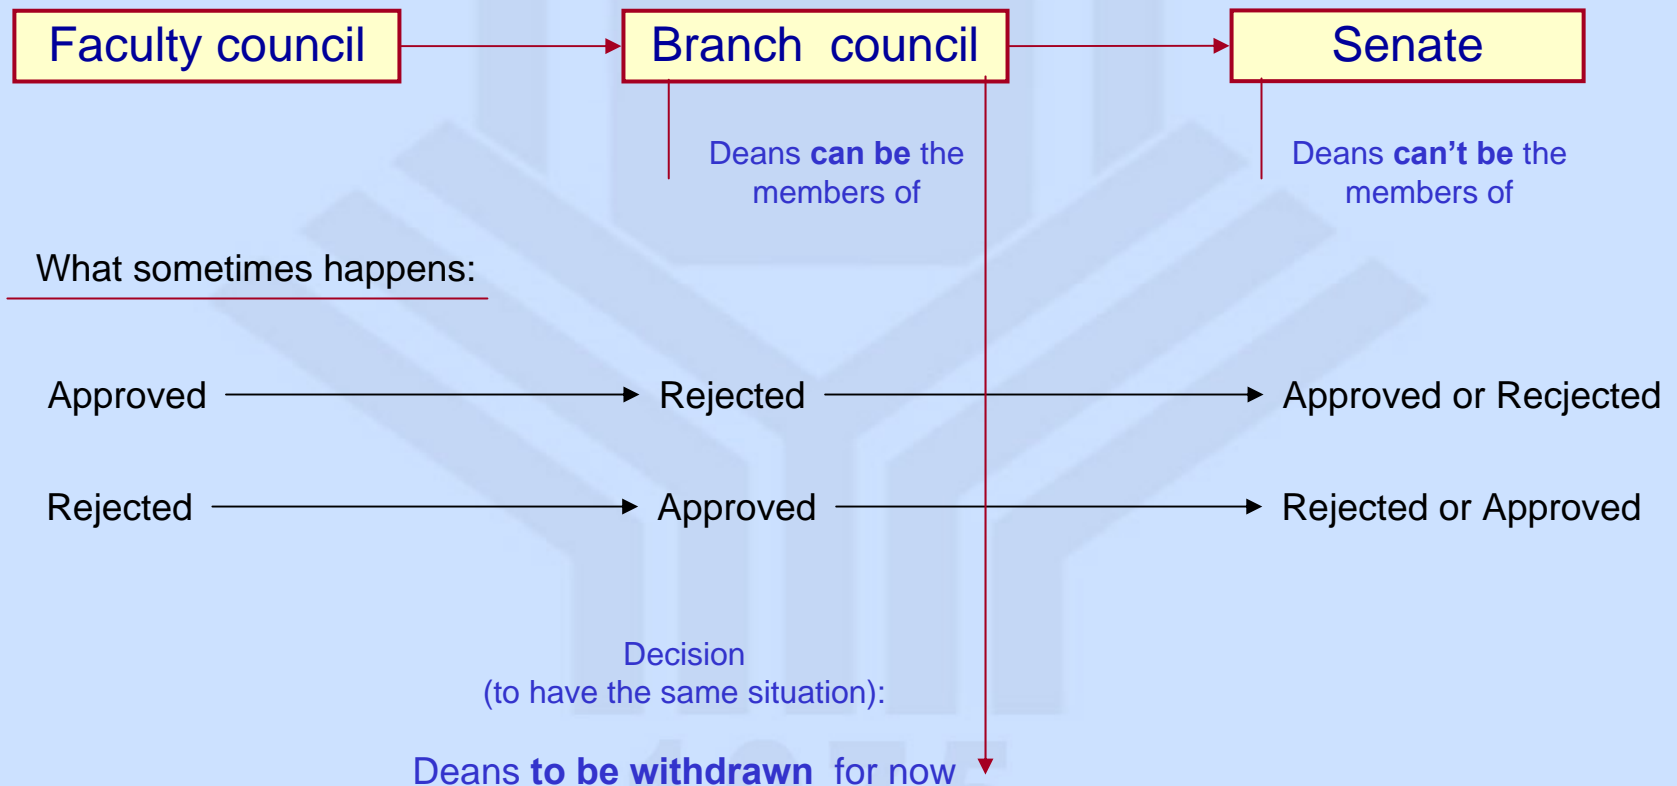 Faculty council
Branch council
Senate
Deans can be the
members of
Deans can’t be the
members of
What sometimes happens:
Approved
Rejected
Approved or Recjected
Rejected
Approved
Rejected or Approved
Decision
(to have the same situation):
Deans to be withdrawn for now